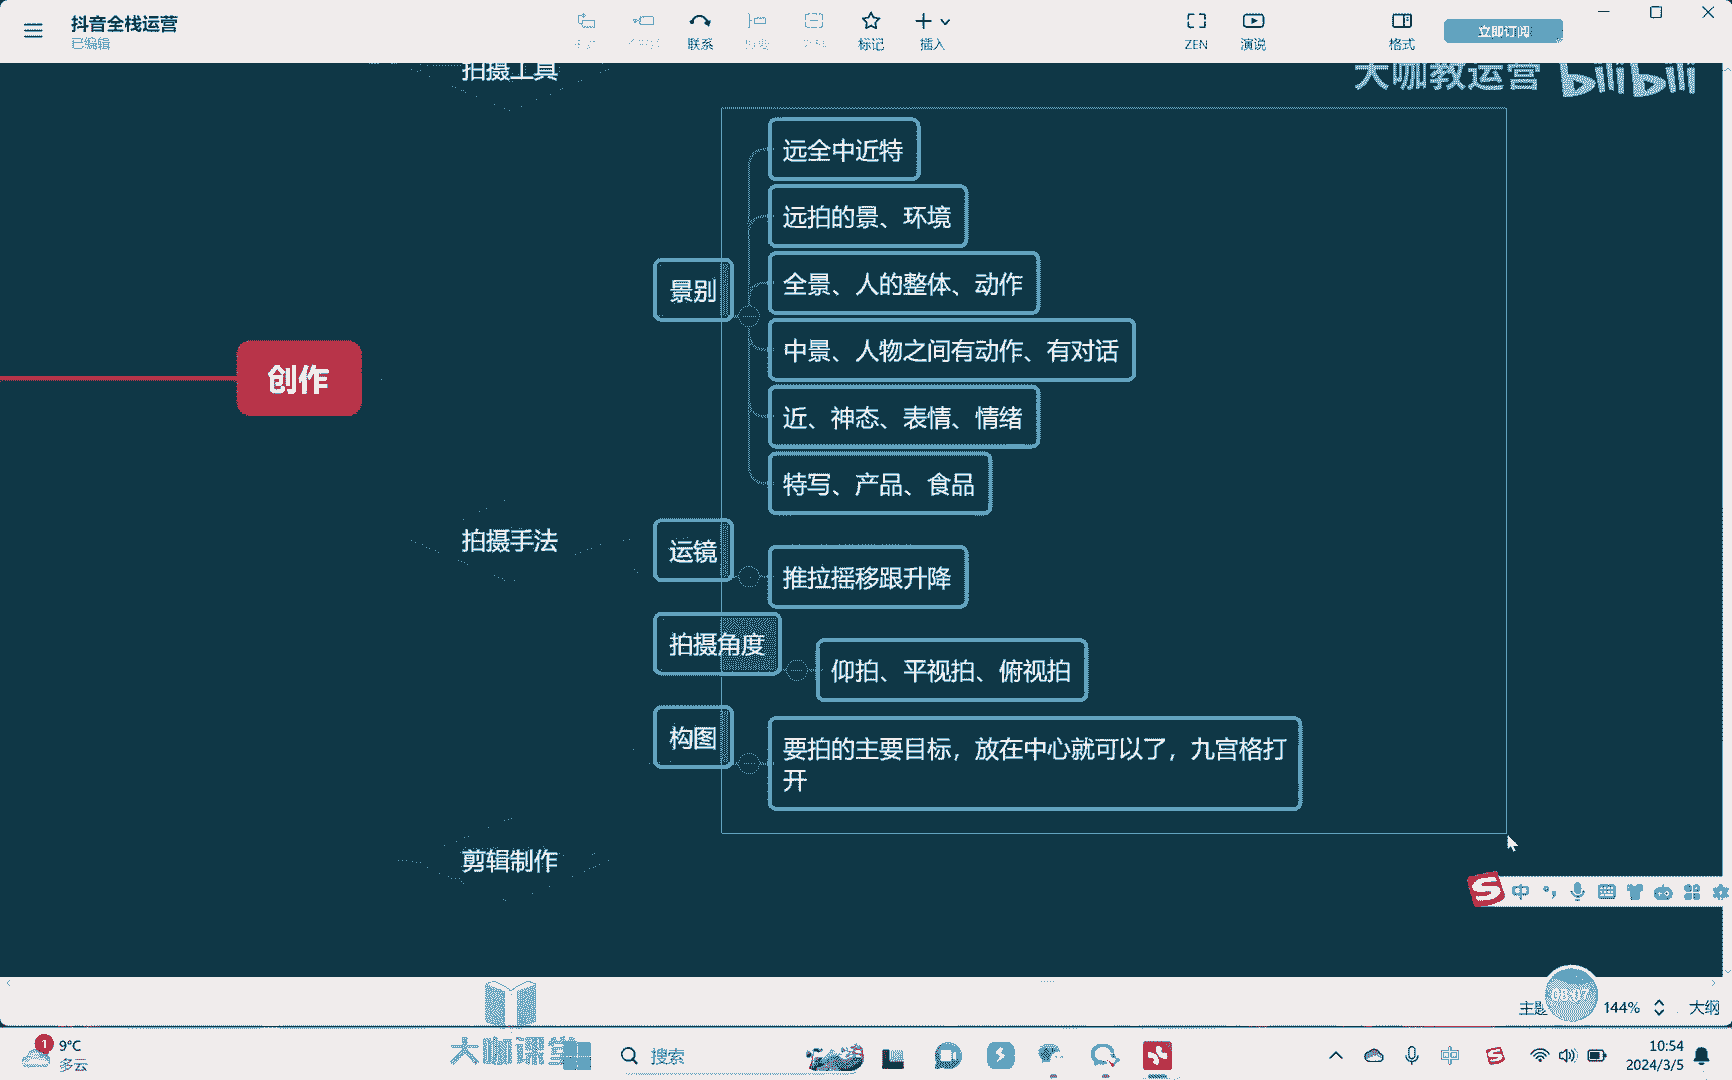 抖音全栈运营
已编辑
联系
标记
插入
ZEN
演说
格式
立即订阅
拍摄工具
大咖教运营 bilibili
远全中近特
远拍的景、环境
景别
全景、人的整体、动作
中景、人物之间有动作、有对话
近、神态、表情、情绪
特写、产品、食品
创作
拍摄手法
运镜
推拉摇移跟升降
拍摄角度
仰拍、平视拍、俯视拍
构图
要拍的主要目标，放在中心就可以了，九宫格打
开
剪辑制作
中
08:07
144%
大纲
大咖课堂
1
9°C
多云
搜索
中
10:54
2024/3/5